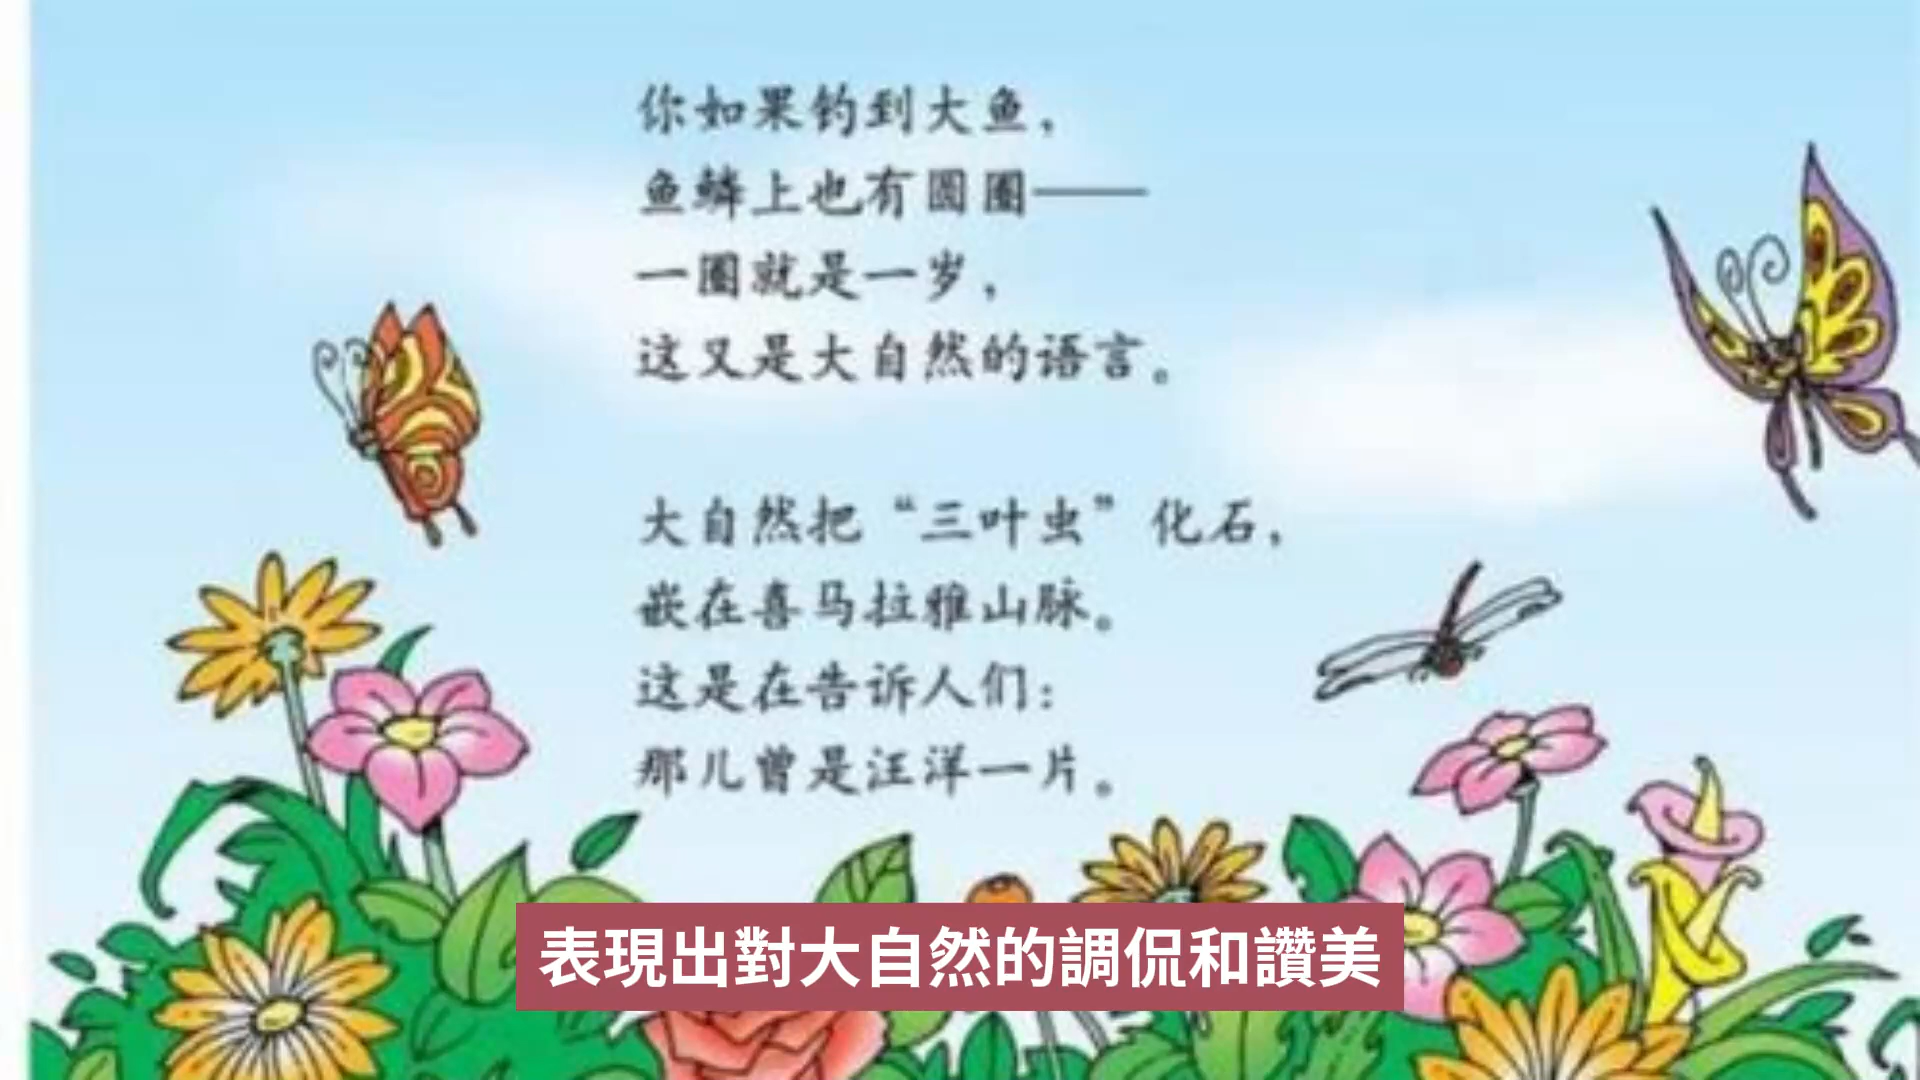 你如果钓到大鱼，
鱼鳞上也有圆圈——
一圈就是一岁，
这又是大自然的语言。
大自然把“三叶虫”化石，
嵌在喜马拉雅山脉。
这是在告诉人们：
那儿曾是汪洋一片。
表現出對大自然的調侃和讚美